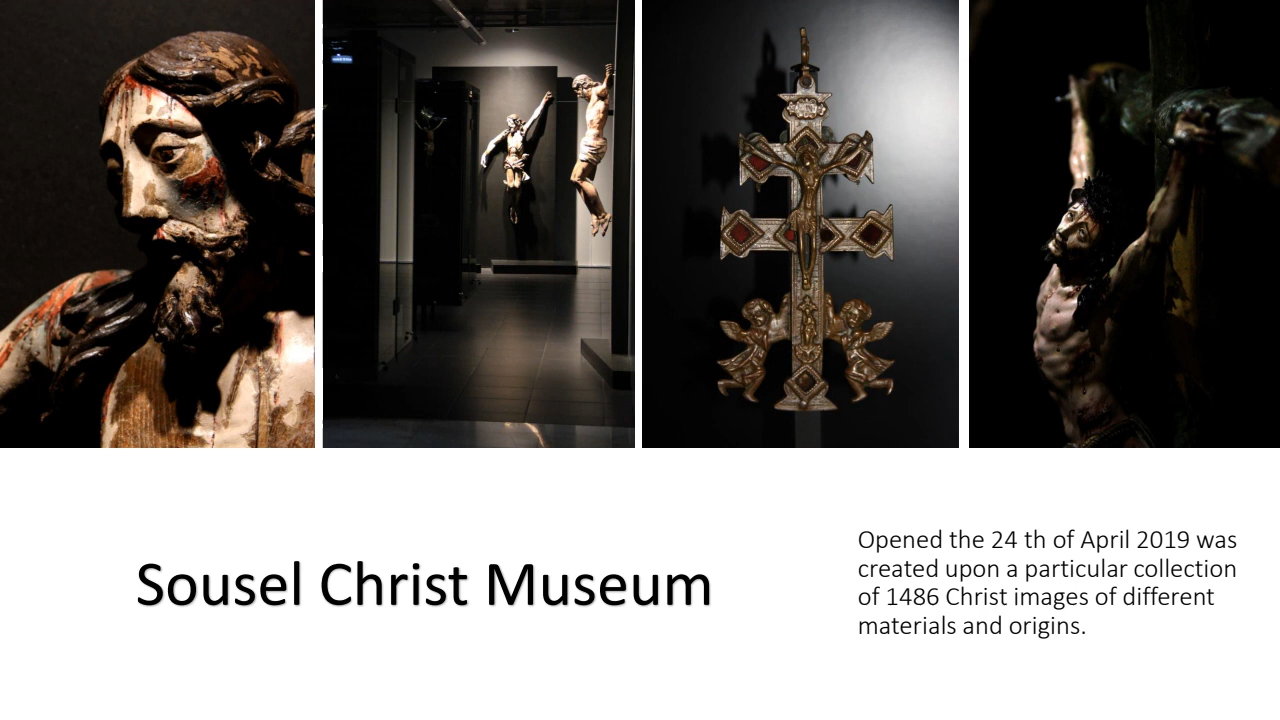 Sousel Christ Museum
Opened the 24 th of April 2019 was
created upon a particular collection
of 1486 Christ images of different
materials and origins.